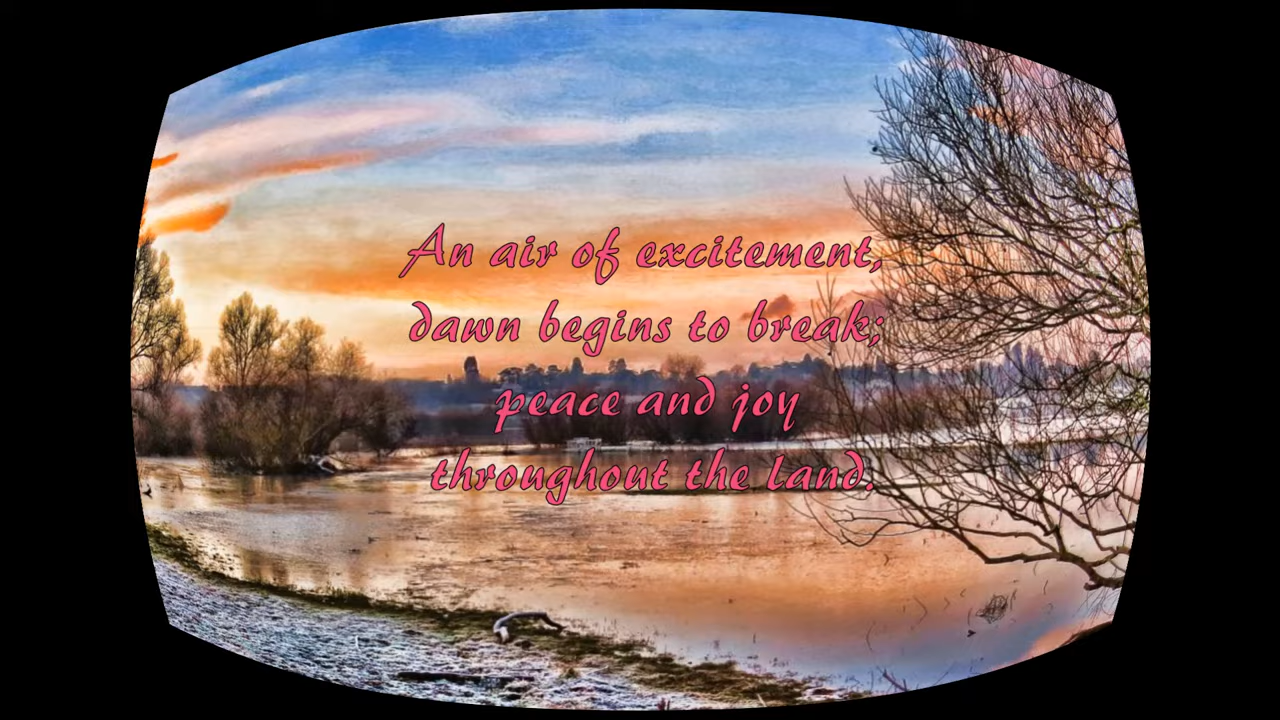 An air of excitement,
dawn begins to break;
peace and joy
throughout the land.